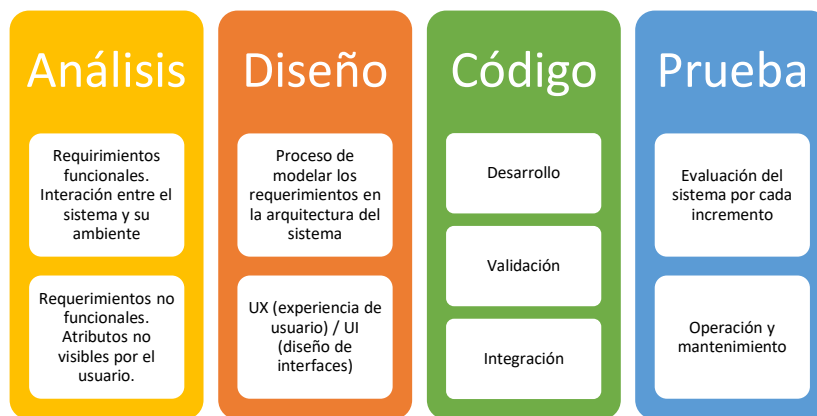 Análisis
Requirimientos
funcionales.
Interación entre el
sistema y su
ambiente
Requerimientos no
funcionales.
Atributos no
visibles por el
usuario.
Diseño
Proceso de
modelar los
requerimientos en
la arquitectura del
sistema
UX (experiencia de
usuario) / UI
(diseño de
interfaces)
Código
Desarrollo
Validación
Integración
Prueba
Evaluación del
sistema por cada
incremento
Operación y
mantenimiento